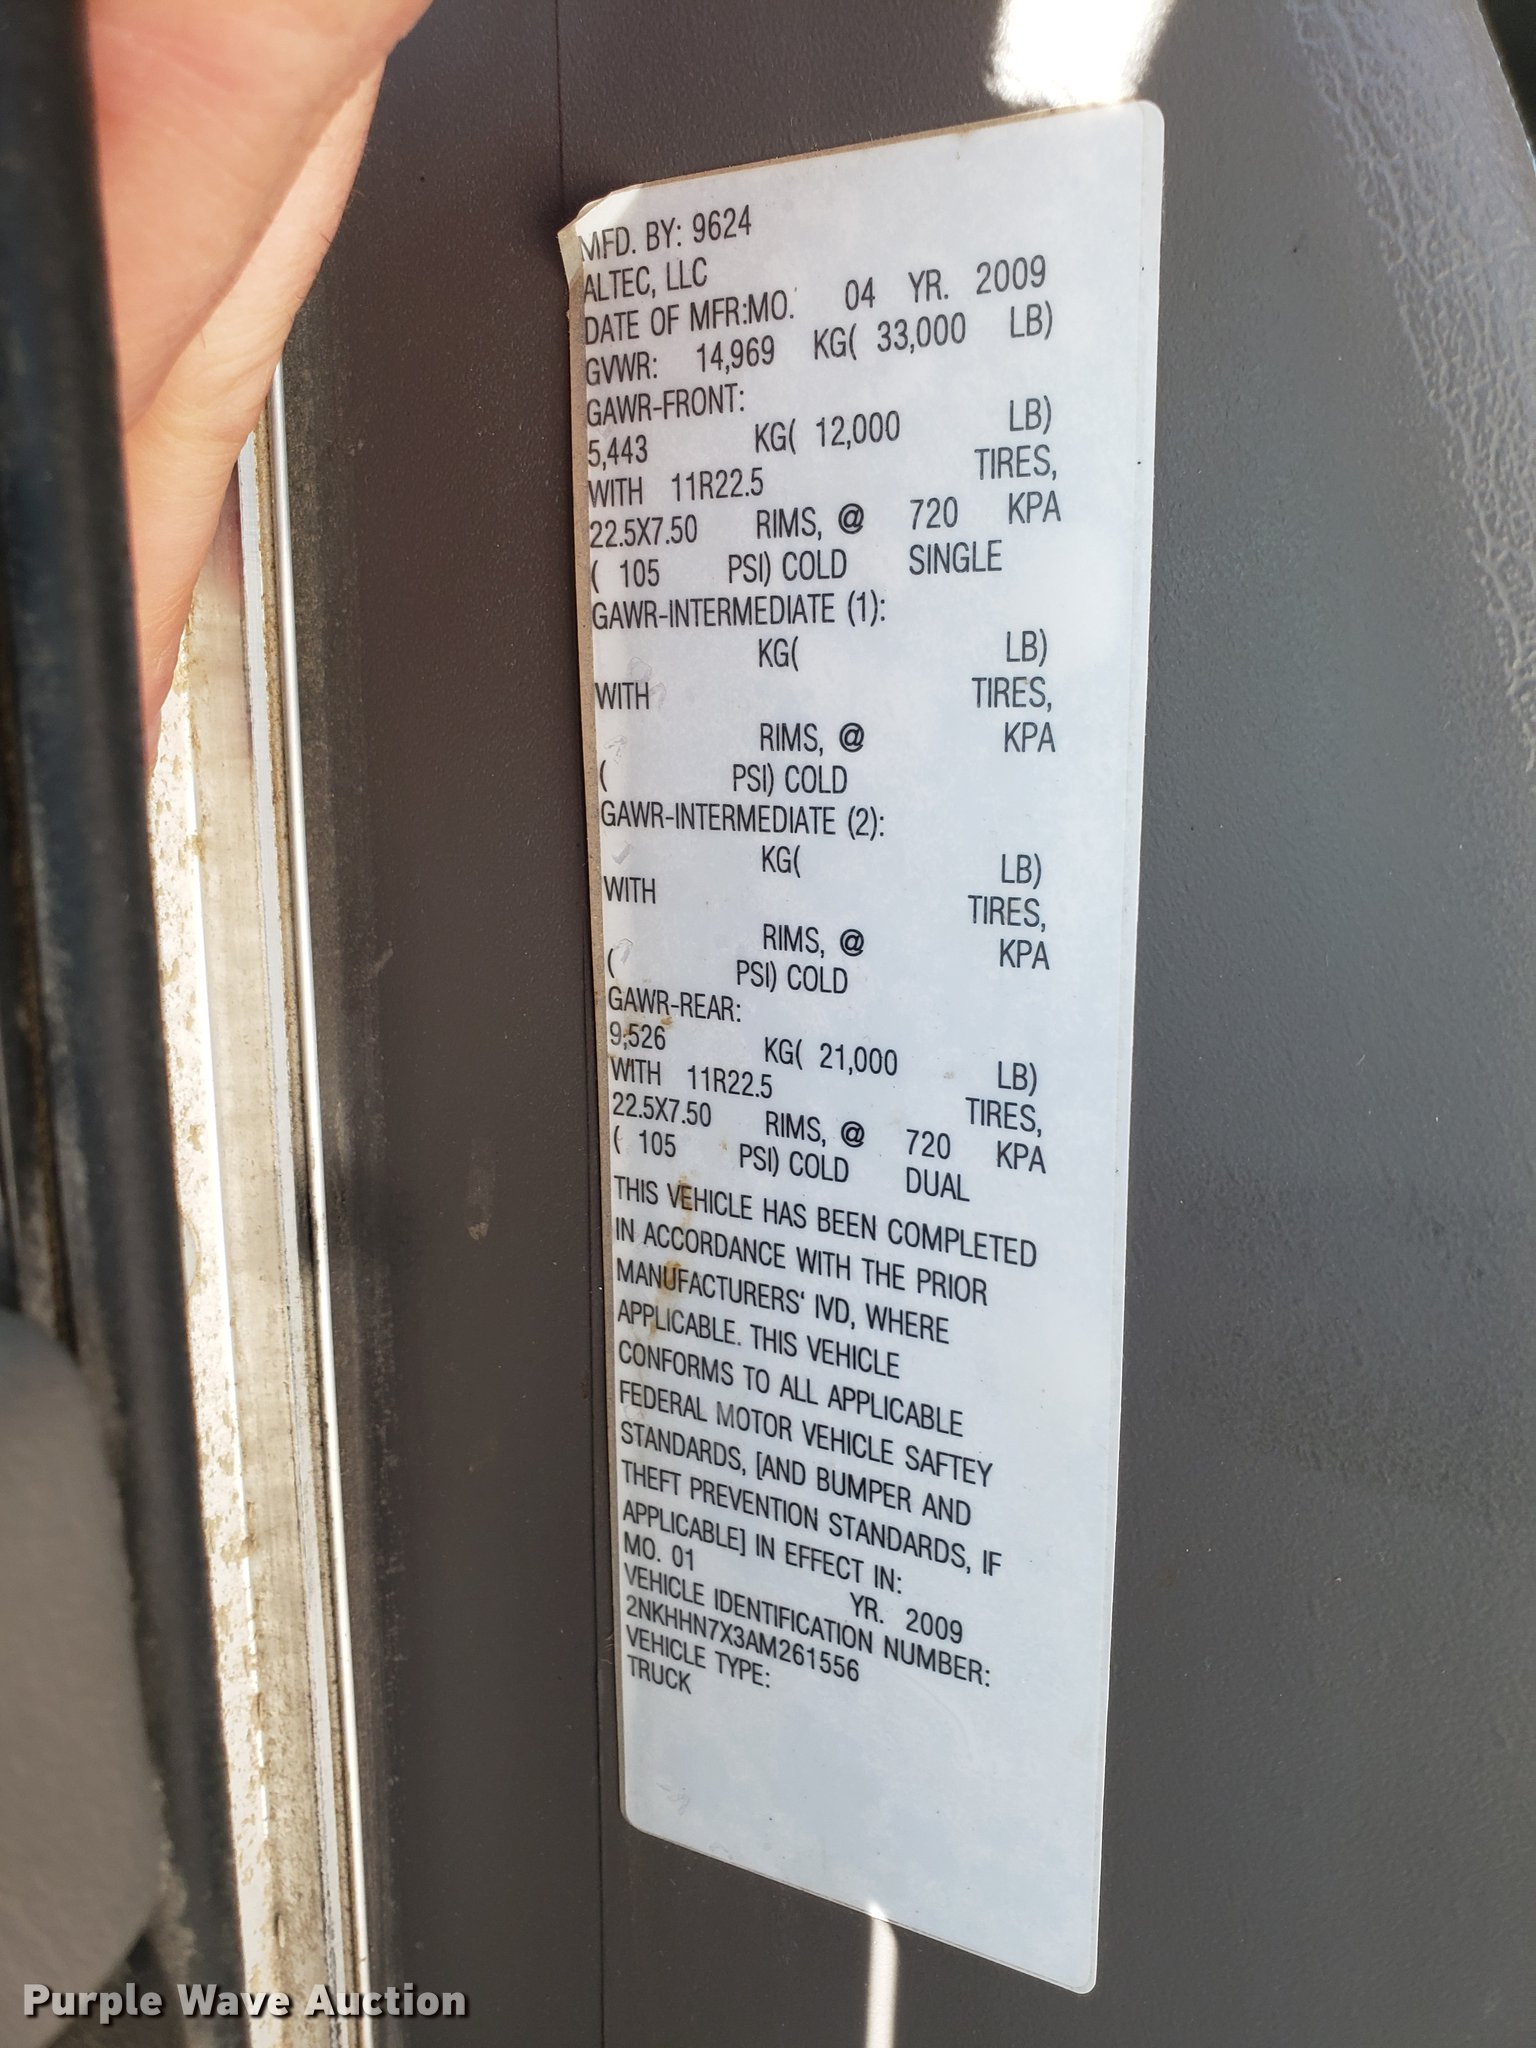 MFD. BY: 9624
ALTEC, LLC
DATE OF MFR:MO. 04 YR. 2009
GVWR: 14,969 KG( 33,000 LB)
GAWR-FRONT:
5,443 KG( 12,000 LB)
WITH 11R22.5 TIRES,
22.5X7.50 RIMS, @ 720 KPA
( 105 PSI) COLD SINGLE
GAWR-INTERMEDIATE (1):
KG( LB)
WITH TIRES,
RIMS, @ KPA
( PSI) COLD
GAWR-INTERMEDIATE (2):
KG( LB)
WITH TIRES,
RIMS, @ KPA
( PSI) COLD
GAWR-REAR:
9,526 KG( 21,000 LB)
WITH 11R22.5 TIRES,
22.5X7.50 RIMS, @ 720 KPA
( 105 PSI) COLD DUAL
THIS VEHICLE HAS BEEN COMPLETED
IN ACCORDANCE WITH THE PRIOR
MANUFACTURERS' IVD, WHERE
APPLICABLE. THIS VEHICLE
CONFORMS TO ALL APPLICABLE
FEDERAL MOTOR VEHICLE SAFTEY
STANDARDS, [AND BUMPER AND
THEFT PREVENTION STANDARDS, IF
APPLICABLE] IN EFFECT IN:
MO. 01 YR. 2009
VEHICLE IDENTIFICATION NUMBER:
2NKHHN7X3AM261556
VEHICLE TYPE:
TRUCK
Purple Wave Auction